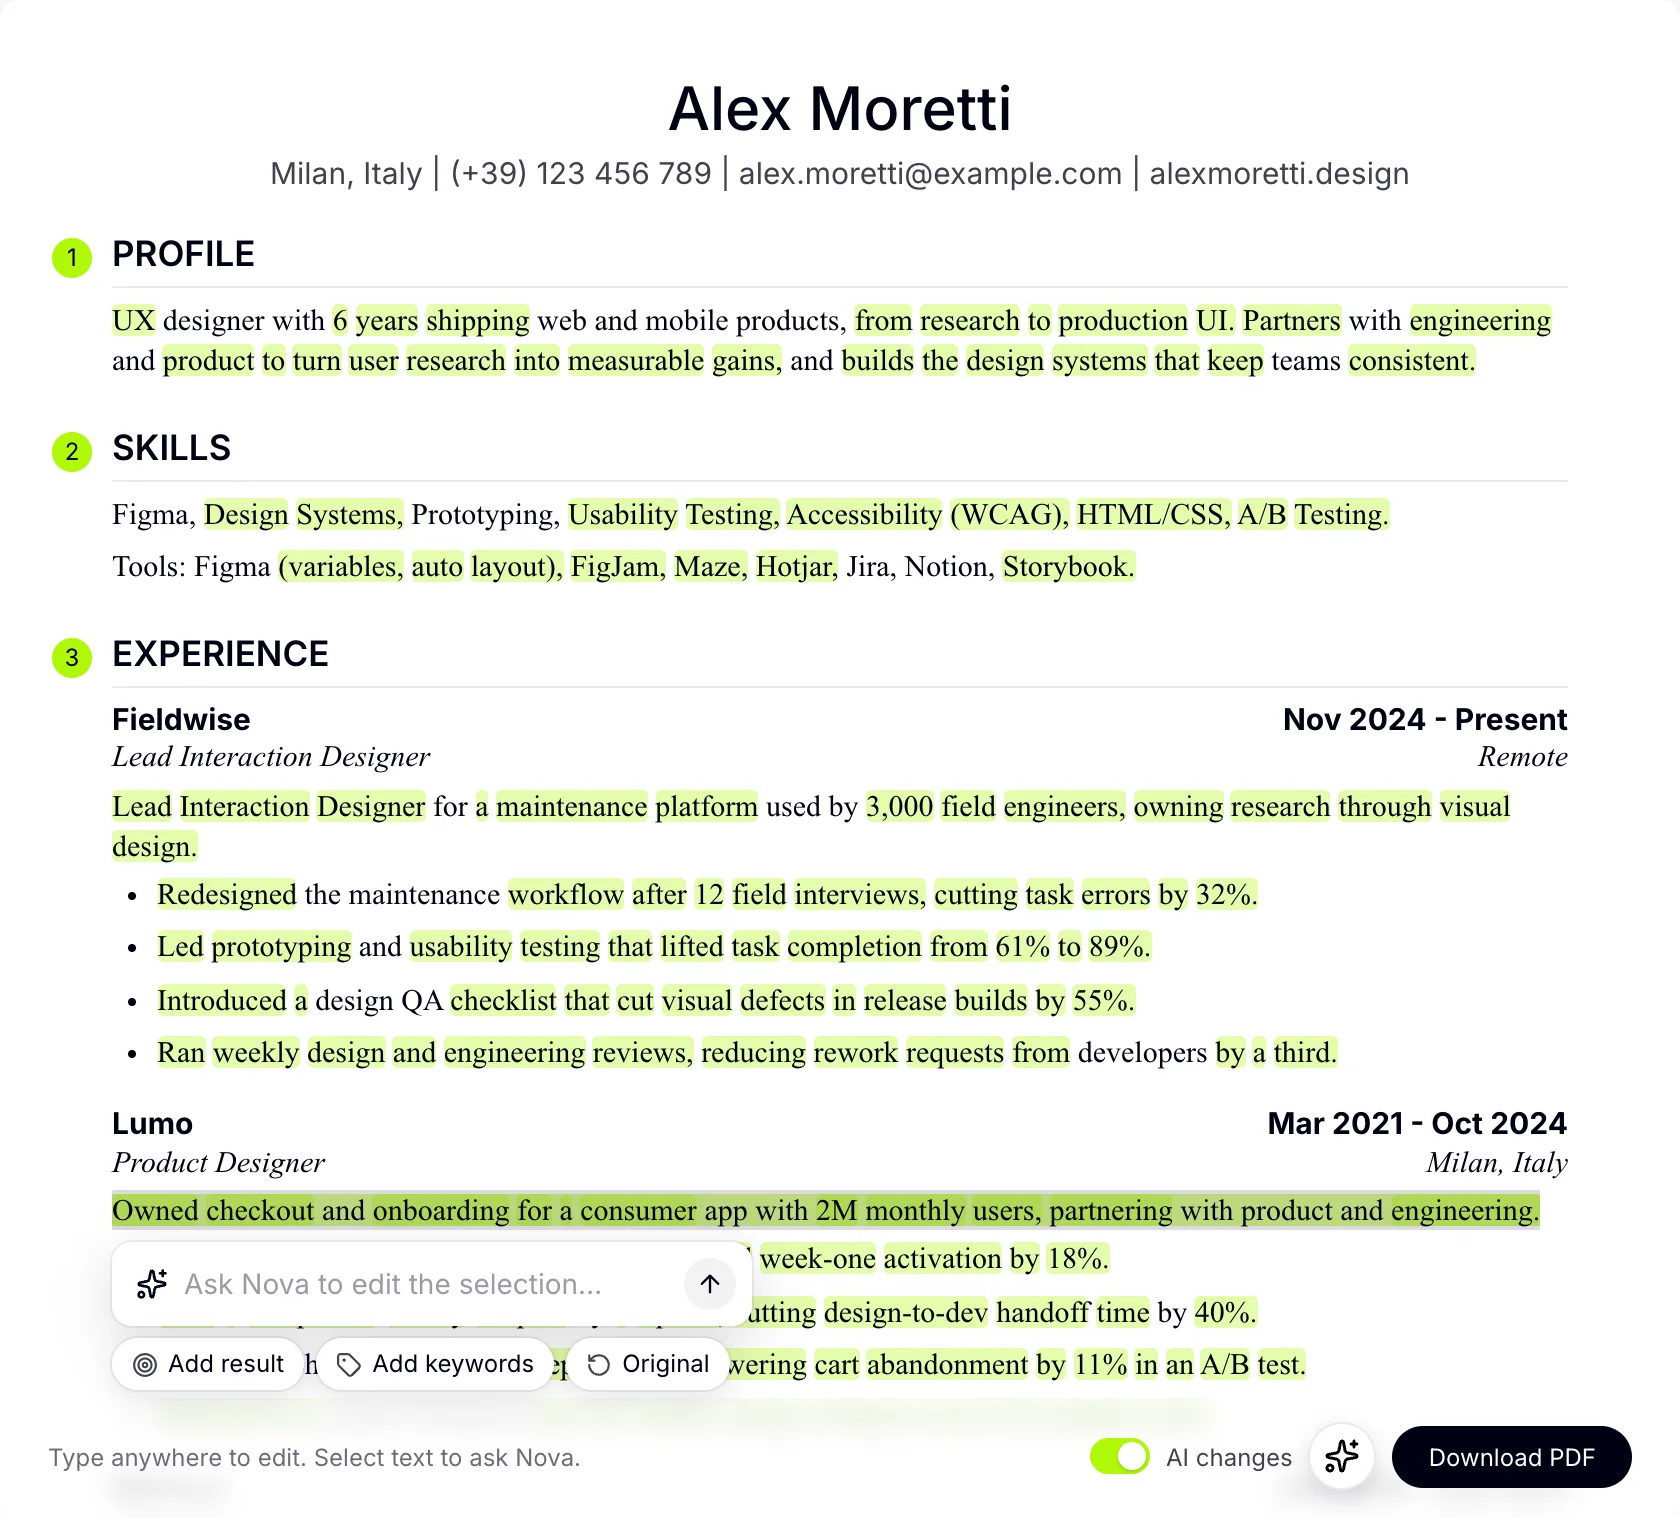 Alex Moretti
Milan, Italy | (+39) 123 456 789 | alex.moretti@example.com | alexmoretti.design
1 PROFILE
UX designer with 6 years shipping web and mobile products, from research to production UI. Partners with engineering
and product to turn user research into measurable gains, and builds the design systems that keep teams consistent.
2 SKILLS
Figma, Design Systems, Prototyping, Usability Testing, Accessibility (WCAG), HTML/CSS, A/B Testing.
Tools: Figma (variables, auto layout), FigJam, Maze, Hotjar, Jira, Notion, Storybook.
3 EXPERIENCE
Fieldwise Nov 2024 - Present
Lead Interaction Designer Remote
Lead Interaction Designer for a maintenance platform used by 3,000 field engineers, owning research through visual
design.
• Redesigned the maintenance workflow after 12 field interviews, cutting task errors by 32%.
• Led prototyping and usability testing that lifted task completion from 61% to 89%.
• Introduced a design QA checklist that cut visual defects in release builds by 55%.
• Ran weekly design and engineering reviews, reducing rework requests from developers by a third.
Lumo Mar 2021 - Oct 2024
Product Designer Milan, Italy
Owned checkout and onboarding for a consumer app with 2M monthly users, partnering with product and engineering.
week-one activation by 18%.
Ask Nova to edit the selection...
design-to-dev handoff time by 40%.
Add result Add keywords Original
cart abandonment by 11% in an A/B test.
Type anywhere to edit. Select text to ask Nova. AI changes Download PDF